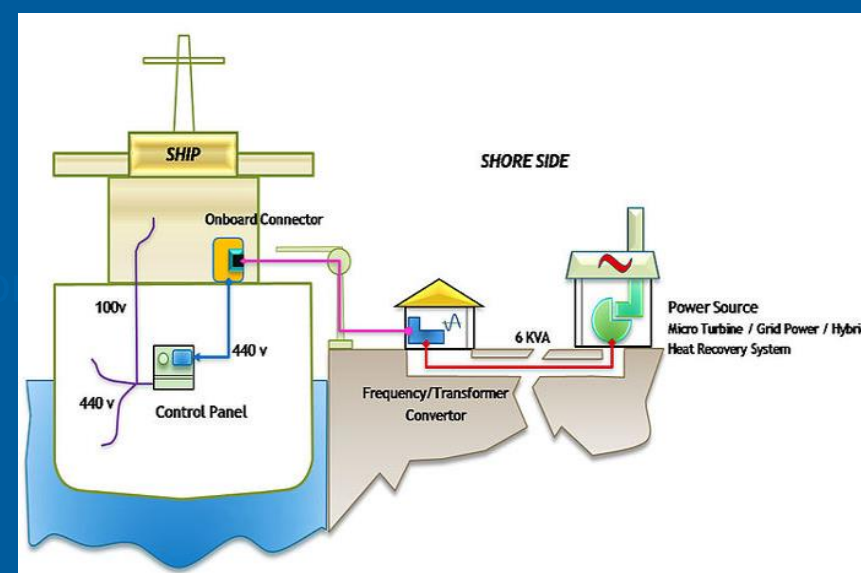 SHIP
SHORE SIDE
Onboard Connector
100v
440 v
440 v
Control Panel
6 KVA
Frequency/Transformer
Convertor
Power Source
Micro Turbine / Grid Power / Hybrid
Heat Recovery System